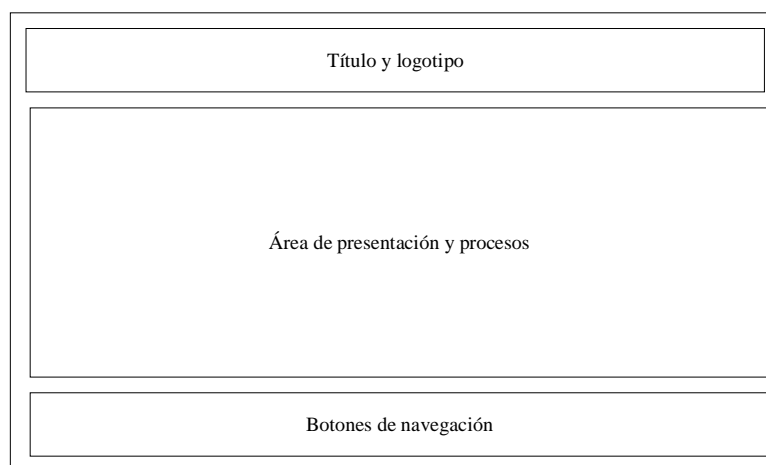 Título y logotipo
Área de presentación y procesos
Botones de navegación